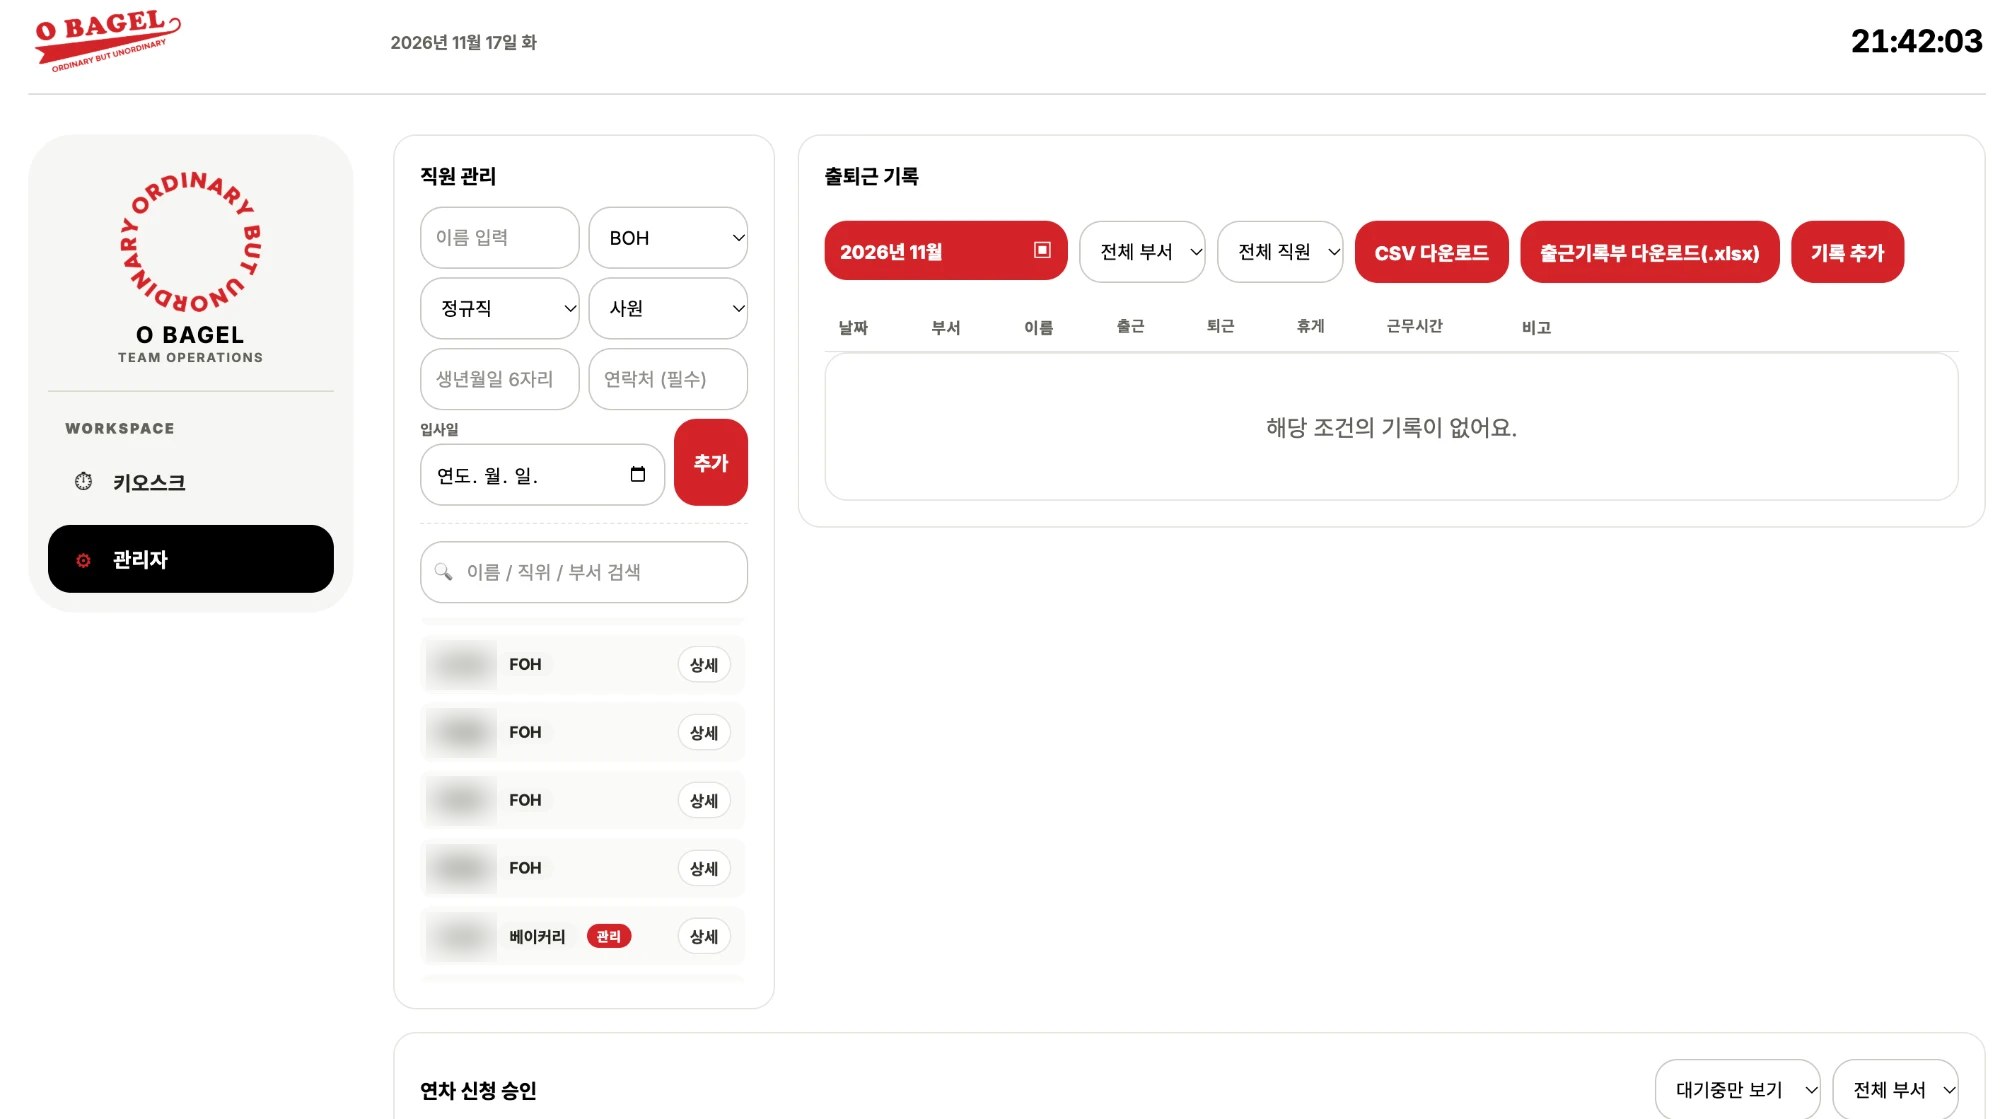 O BAGEL
ORDINARY BUT UNORDINARY
2026년 11월 17일 화
21:42:03
ORDINARY BUT UNORDINARY
O BAGEL
TEAM OPERATIONS
WORKSPACE
키오스크
관리자
직원 관리
이름 입력
BOH
정규직
사원
생년월일 6자리
연락처 (필수)
입사일
연도. 월. 일.
추가
이름 / 직위 / 부서 검색
FOH
상세
FOH
상세
FOH
상세
FOH
상세
베이커리
관리
상세
출퇴근 기록
2026년 11월
전체 부서
전체 직원
CSV 다운로드
출근기록부 다운로드(.xlsx)
기록 추가
날짜
부서
이름
출근
퇴근
휴게
근무시간
비고
해당 조건의 기록이 없어요.
연차 신청 승인
대기중만 보기
전체 부서